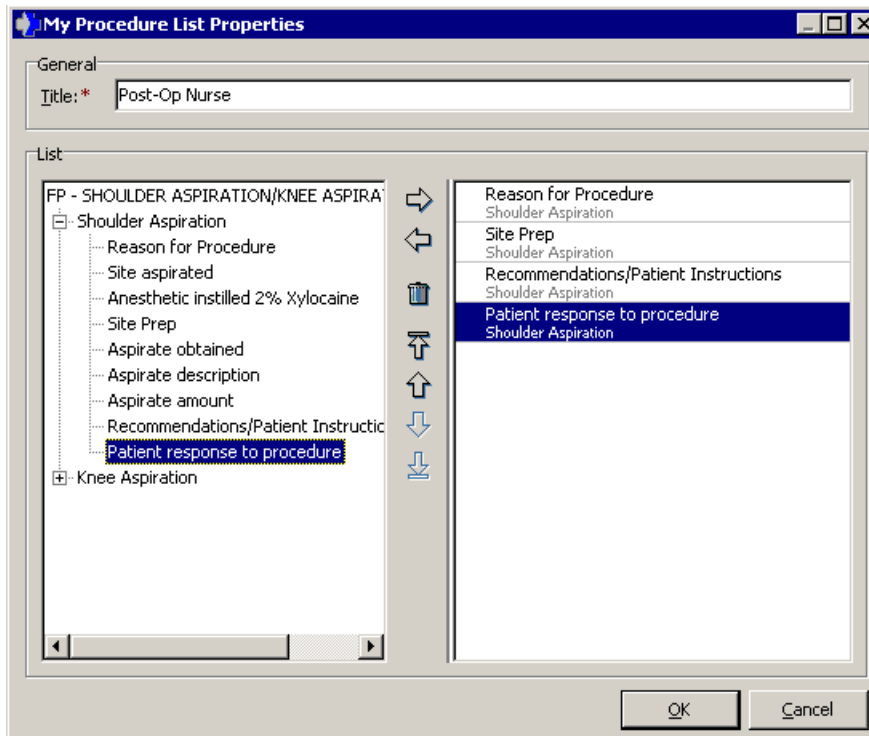 My Procedure List Properties
General
Title:* Post-Op Nurse
List
FP - SHOULDER ASPIRATION/KNEE ASPIRA
Shoulder Aspiration
Reason for Procedure
Site aspirated
Anesthetic instilled 2% Xylocaine
Site Prep
Aspirate obtained
Aspirate description
Aspirate amount
Recommendations/Patient Instructic
Patient response to procedure
Knee Aspiration
Reason for Procedure
Shoulder Aspiration
Site Prep
Shoulder Aspiration
Recommendations/Patient Instructions
Shoulder Aspiration
Patient response to procedure
Shoulder Aspiration
OK
Cancel